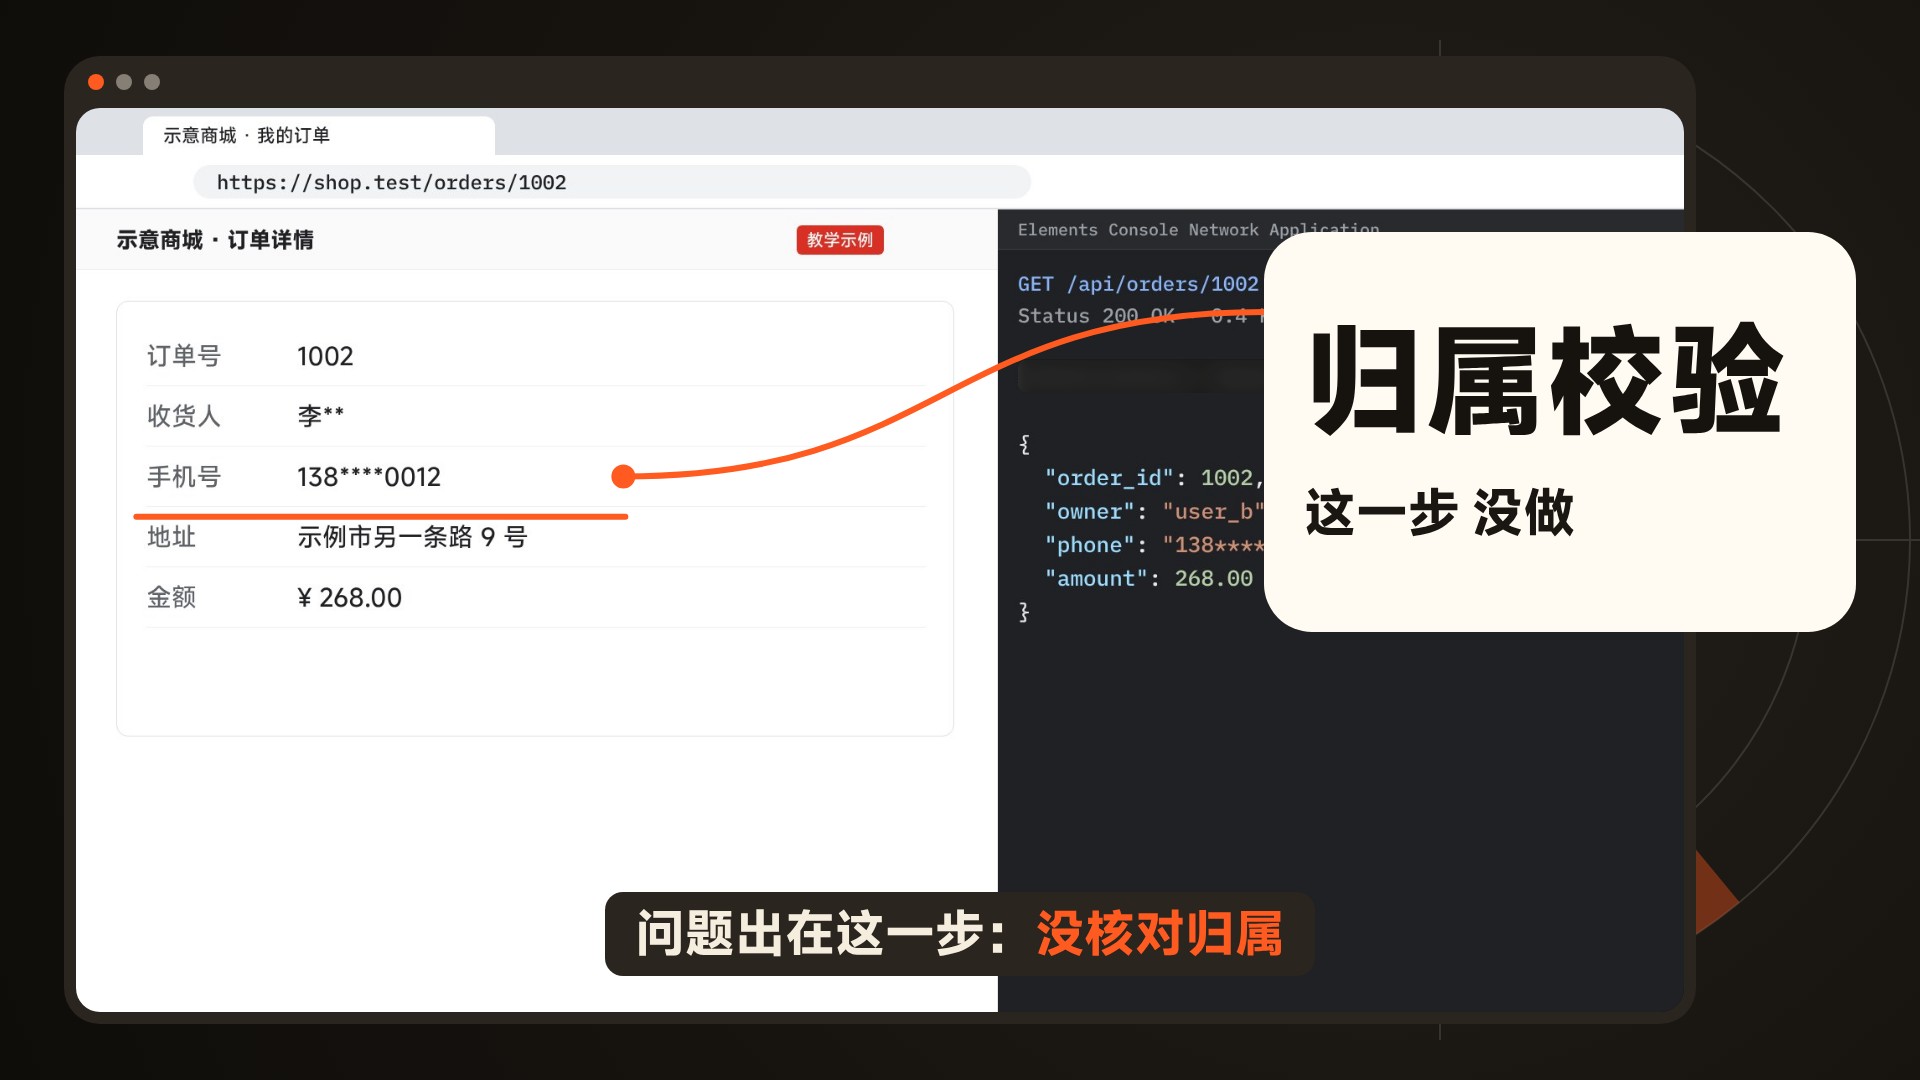 示意商城 · 我的订单
https://shop.test/orders/1002
示意商城 · 订单详情
教学示例
订单号 1002
收货人 李**
手机号 138****0012
地址 示例市另一条路 9 号
金额 ¥ 268.00
Elements Console Network Application
GET /api/orders/1002
Status 200 OK 0.4
{
"order_id": 1002,
"owner": "user_b"
"phone": "138****
"amount": 268.00
}
归属校验
这一步 没做
问题出在这一步：没核对归属